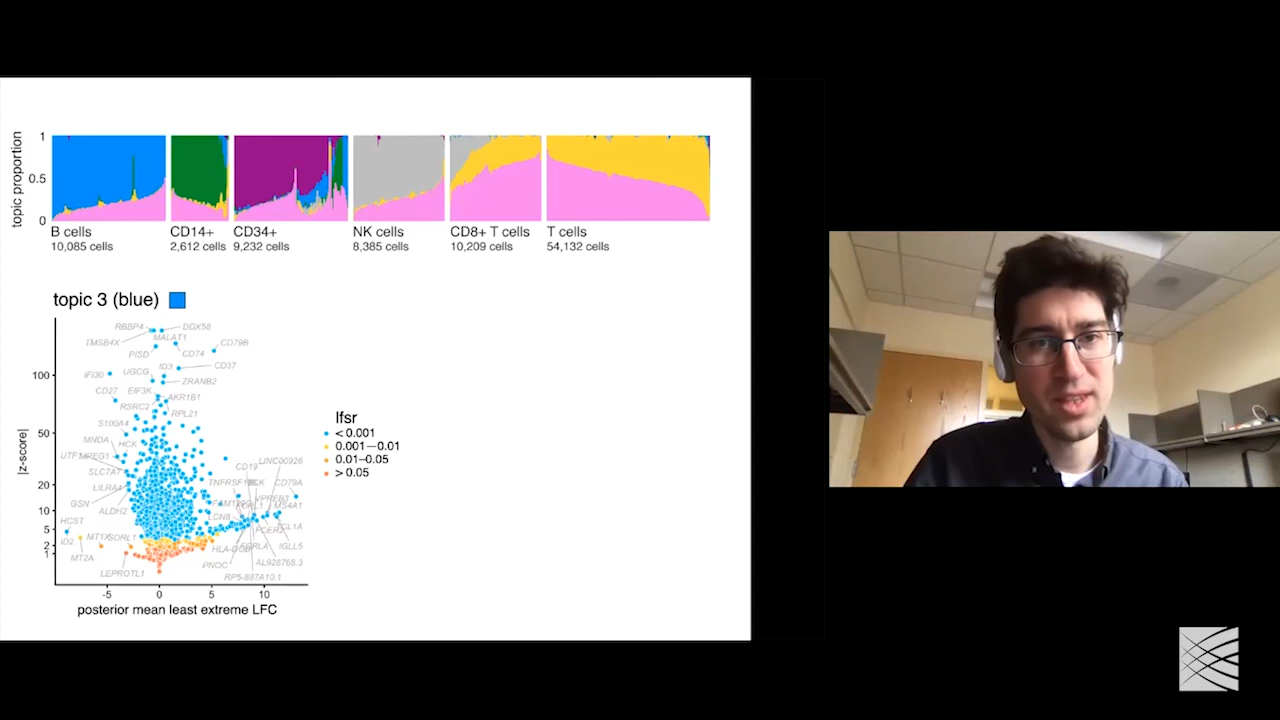 topic proportion
1
0.5
0
B cells
10,085 cells
CD14+
2,612 cells
CD34+
9,232 cells
NK cells
8,385 cells
CD8+ T cells
10,209 cells
T cells
54,132 cells
topic 3 (blue)
RBBP4
DDX58
TMSB4X
MALAT1
CD79B
PISD
CD74
ID3
CD37
IFI30
UGCG
ZRANB2
CD27
EIF3K
AKR1B1
RSRC2
RPL21
S100A4
MNDA
HCK
MPEG1
SLC7A7
LILRA4
GSN
ALDH2
HCST
ID2
MT1X
SORL1
MT2A
LEPROTL1
CD19
LINC00926
CD79A
VPREB3
MS4A1
TCL1A
FCER2
IGLL5
HLA-DOB
AL928768.3
PNOC
RP5-887A10.1
|z-score|
100
50
20
10
5
2
1
-5
0
5
10
posterior mean least extreme LFC
lfsr
< 0.001
0.001—0.01
0.01–0.05
> 0.05